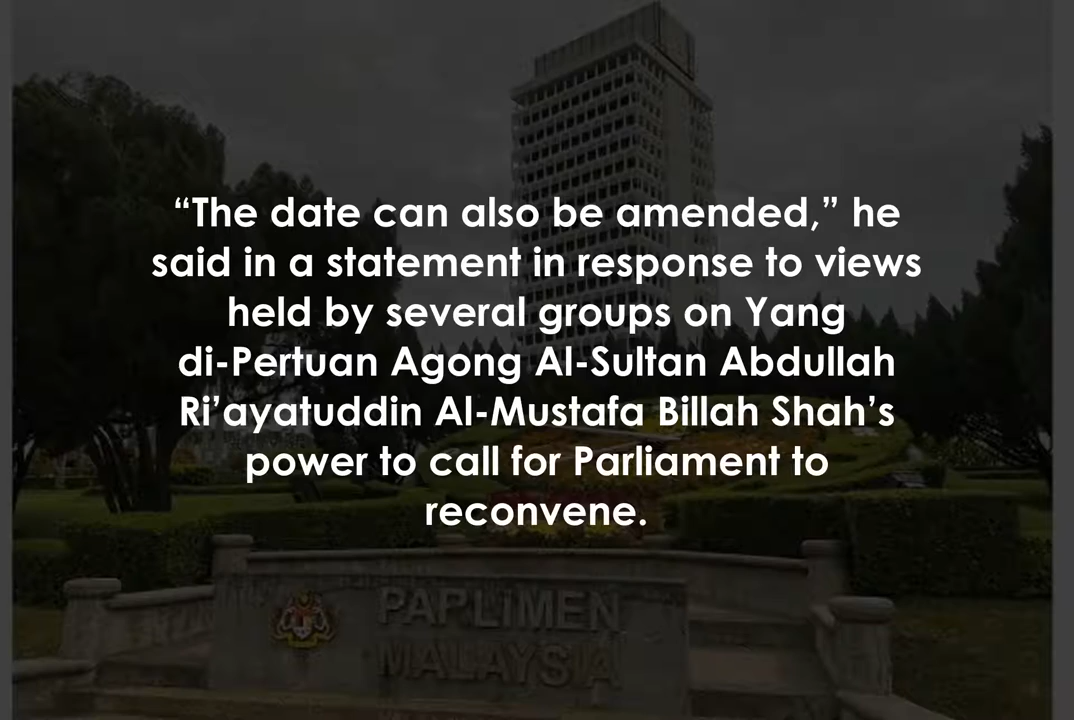 “The date can also be amended,” he
said in a statement in response to views
held by several groups on Yang
di-Pertuan Agong Al-Sultan Abdullah
Ri’ayatuddin Al-Mustafa Billah Shah’s
power to call for Parliament to
reconvene.
PARLIMEN
MALAYSIA